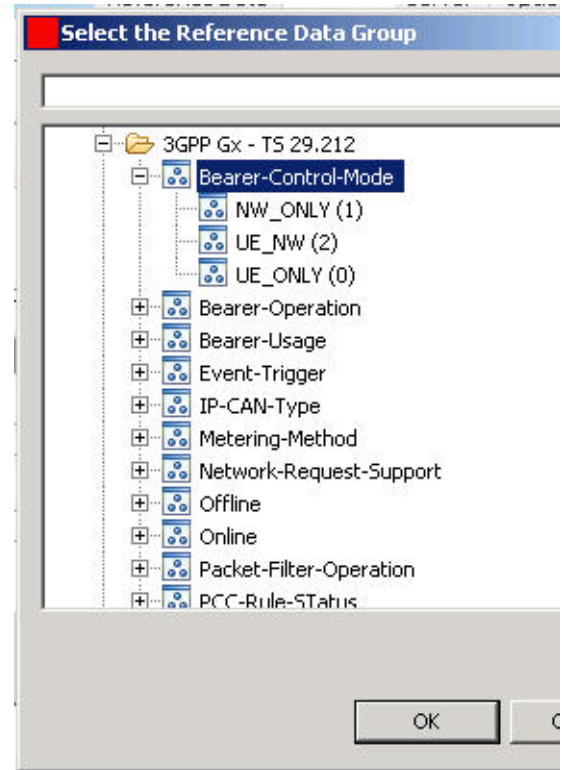 Select the Reference Data Group
3GPP Gx - TS 29.212
Bearer-Control-Mode
NW_ONLY (1)
UE_NW (2)
UE_ONLY (0)
Bearer-Operation
Bearer-Usage
Event-Trigger
IP-CAN-Type
Metering-Method
Network-Request-Support
Offline
Online
Packet-Filter-Operation
PCC-Rule-STatus
OK